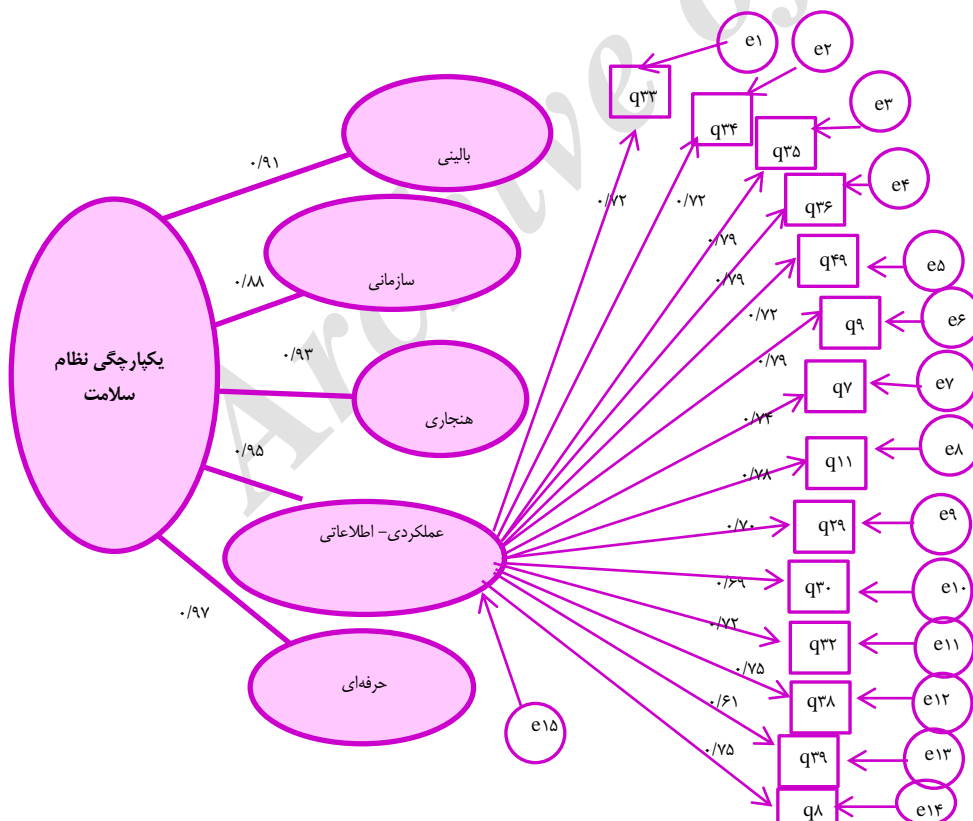 Archive of
یکپارچگی نظام
سلامت
۰/۹۱
بالینی
۰/۸۸
سازمانی
۰/۹۳
هنجاری
۰/۹۵
عملکردی- اطلاعاتی
۰/۹۷
حرفه‌ای
e۱۵
۰/۷۲
q۳۳
e۱
۰/۷۲
q۳۴
e۲
۰/۷۹
q۳۵
e۳
۰/۷۹
q۳۶
e۴
۰/۷۲
q۴۹
e۵
۰/۷۹
q۹
e۶
۰/۷۴
q۷
e۷
۰/۷۸
q۱۱
e۸
۰/۷۰
q۲۹
e۹
۰/۶۹
q۳۰
e۱۰
۰/۷۲
q۳۲
e۱۱
۰/۷۵
q۳۸
e۱۲
۰/۶۱
q۳۹
e۱۳
۰/۷۵
q۸
e۱۴